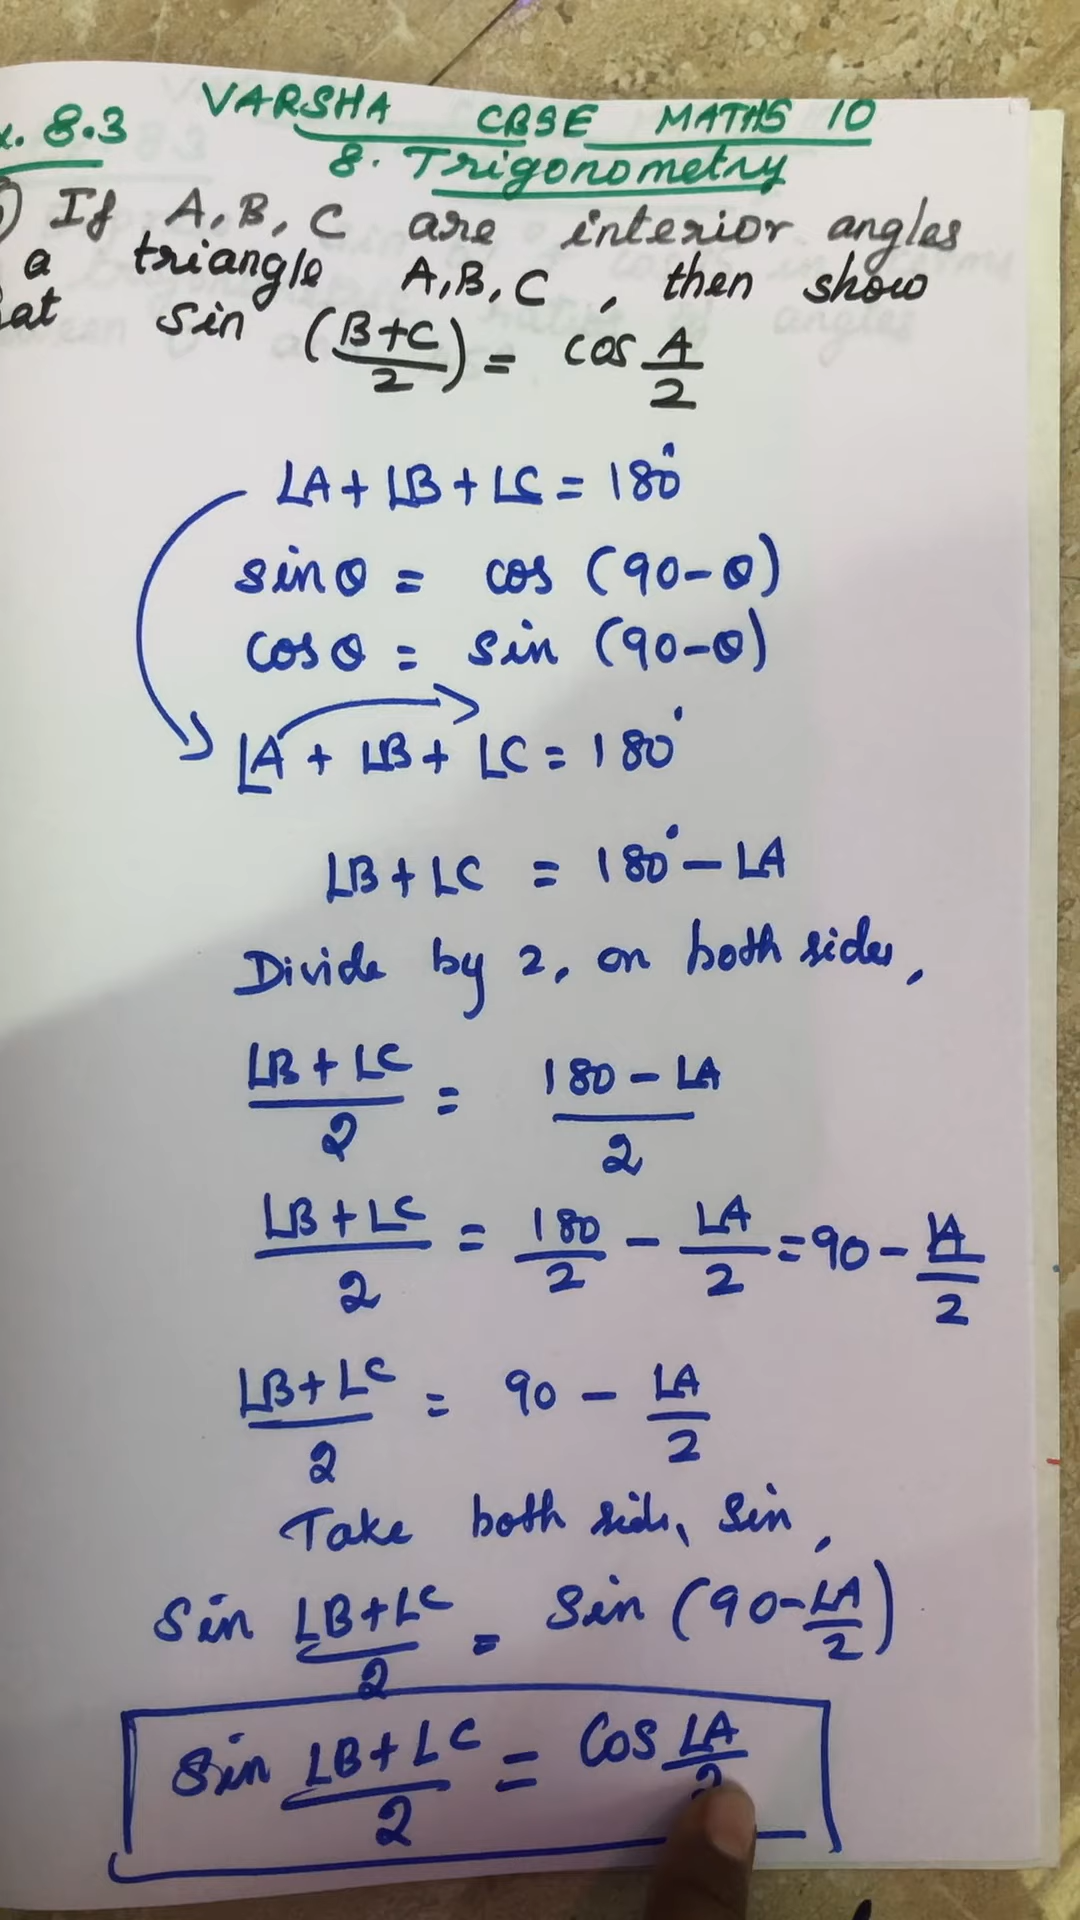 x. 8.3 VARSHA CBSE MATHS 10
8. Trigonometry
) If A, B, C are interior angles
a triangle A, B, C, then show
at sin (B+C/2) = cos A/2
∠A + ∠B + ∠C = 180°
sin θ = cos (90-θ)
cos θ = sin (90-θ)
∠A + ∠B + ∠C = 180°
∠B + ∠C = 180° - ∠A
Divide by 2, on both sides,
∠B + ∠C / 2 = 180 - ∠A / 2
∠B + ∠C / 2 = 180/2 - ∠A/2 = 90 - ∠A/2
∠B + ∠C / 2 = 90 - ∠A/2
Take both side, sin,
Sin ∠B+∠C / 2 = Sin (90 - ∠A/2)
Sin ∠B+∠C / 2 = Cos ∠A/2